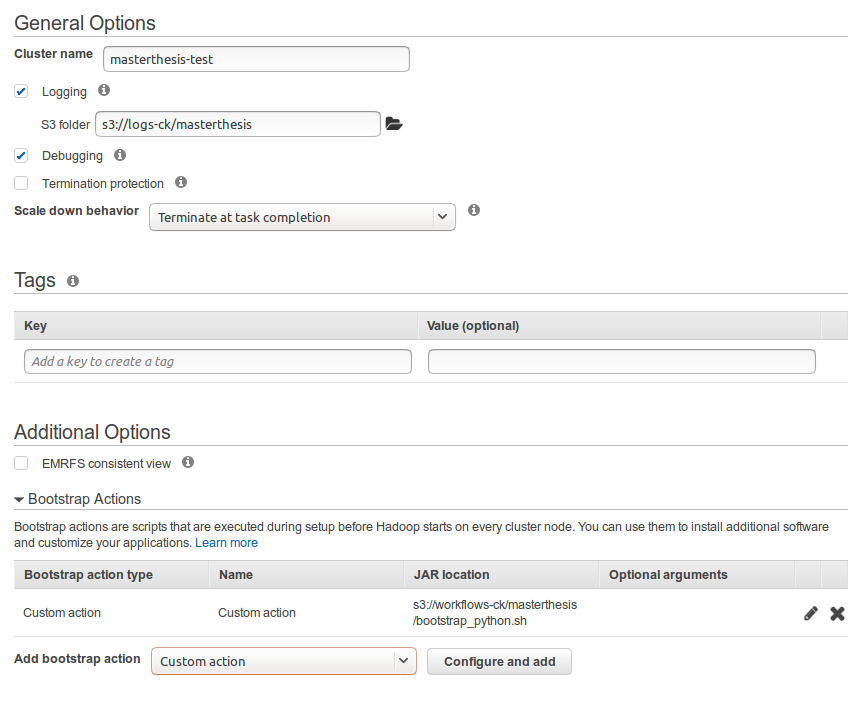 General Options
Cluster name masterthesis-test
Logging
S3 folder s3://logs-ck/masterthesis
Debugging
Termination protection
Scale down behavior Terminate at task completion
Tags
Key Value (optional)
Add a key to create a tag
Additional Options
EMRFS consistent view
Bootstrap Actions
Bootstrap actions are scripts that are executed during setup before Hadoop starts on every cluster node. You can use them to install additional software
and customize your applications. Learn more
Bootstrap action type Name JAR location Optional arguments
Custom action Custom action s3://workflows-ck/masterthesis
/bootstrap_python.sh
Add bootstrap action Custom action Configure and add